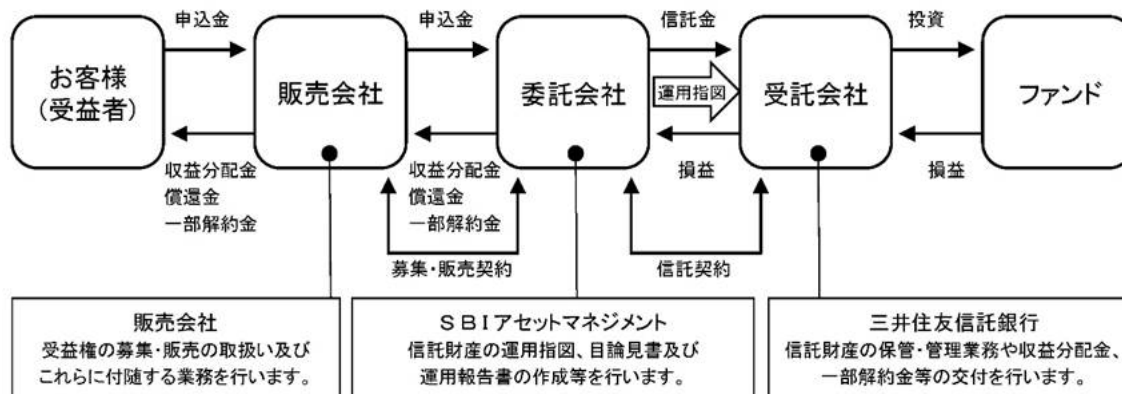 申込金
申込金
信託金
投資
お客様
(受益者)
販売会社
委託会社
運用指図
受託会社
ファンド
収益分配金
償還金
一部解約金
収益分配金
償還金
一部解約金
損益
損益
募集・販売契約
信託契約
販売会社
受益権の募集・販売の取扱い及び
これらに付随する業務を行います。
ＳＢＩアセットマネジメント
信託財産の運用指図、目論見書及び
運用報告書の作成等を行います。
三井住友信託銀行
信託財産の保管・管理業務や収益分配金、
一部解約金等の交付を行います。